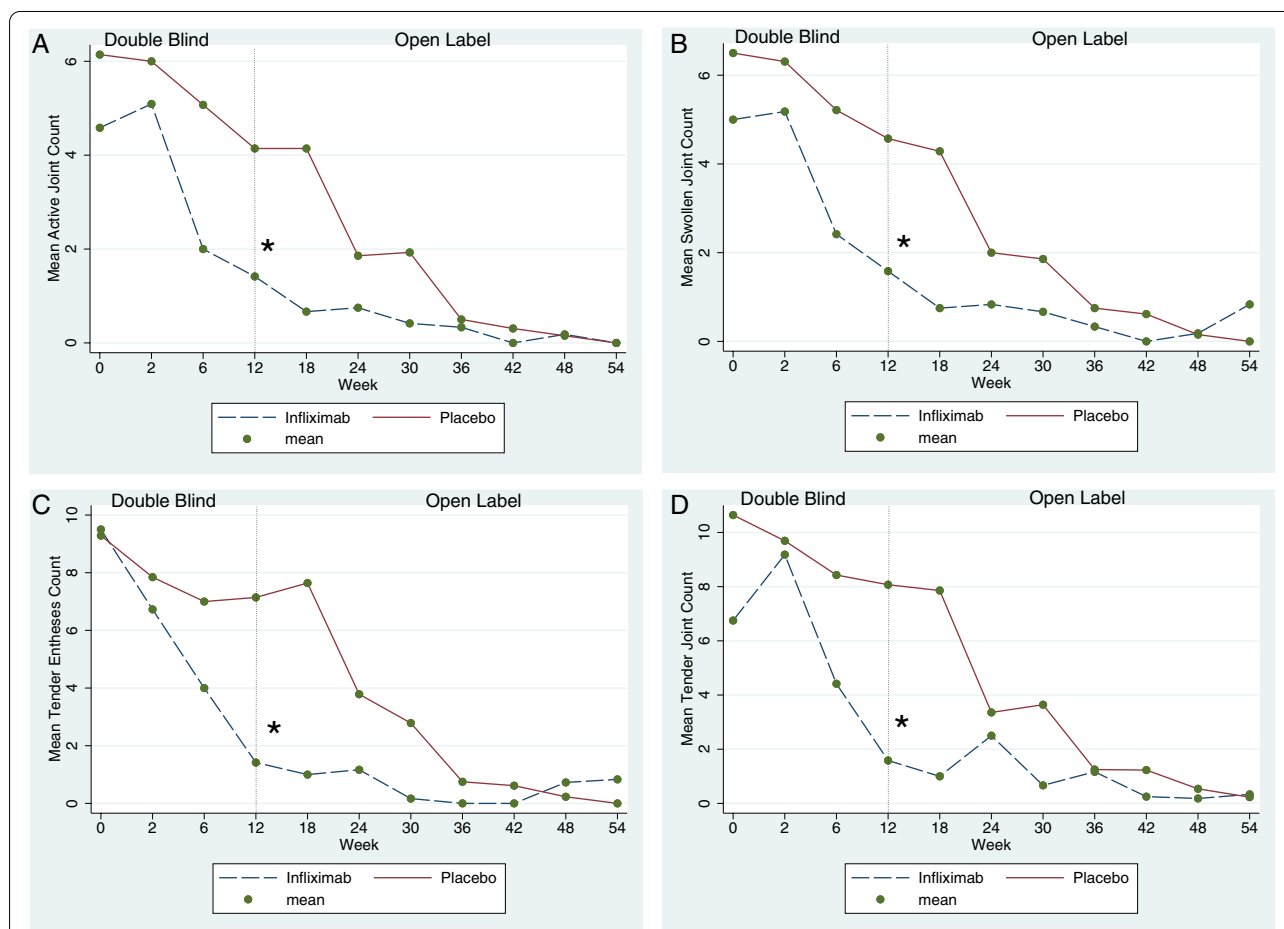 A
Double Blind
Open Label
Mean Active Joint Count
6
4
2
0
*
0 2 6 12 18 24 30 36 42 48 54
Week
Infliximab Placebo
mean
B
Double Blind
Open Label
Mean Swollen Joint Count
6
4
2
0
*
0 2 6 12 18 24 30 36 42 48 54
Week
Infliximab Placebo
mean
C
Double Blind
Open Label
Mean Tender Entheses Count
10
8
6
4
2
0
*
0 2 6 12 18 24 30 36 42 48 54
Week
Infliximab Placebo
mean
D
Double Blind
Open Label
Mean Tender Joint Count
10
8
6
4
2
0
*
0 2 6 12 18 24 30 36 42 48 54
Week
Infliximab Placebo
mean